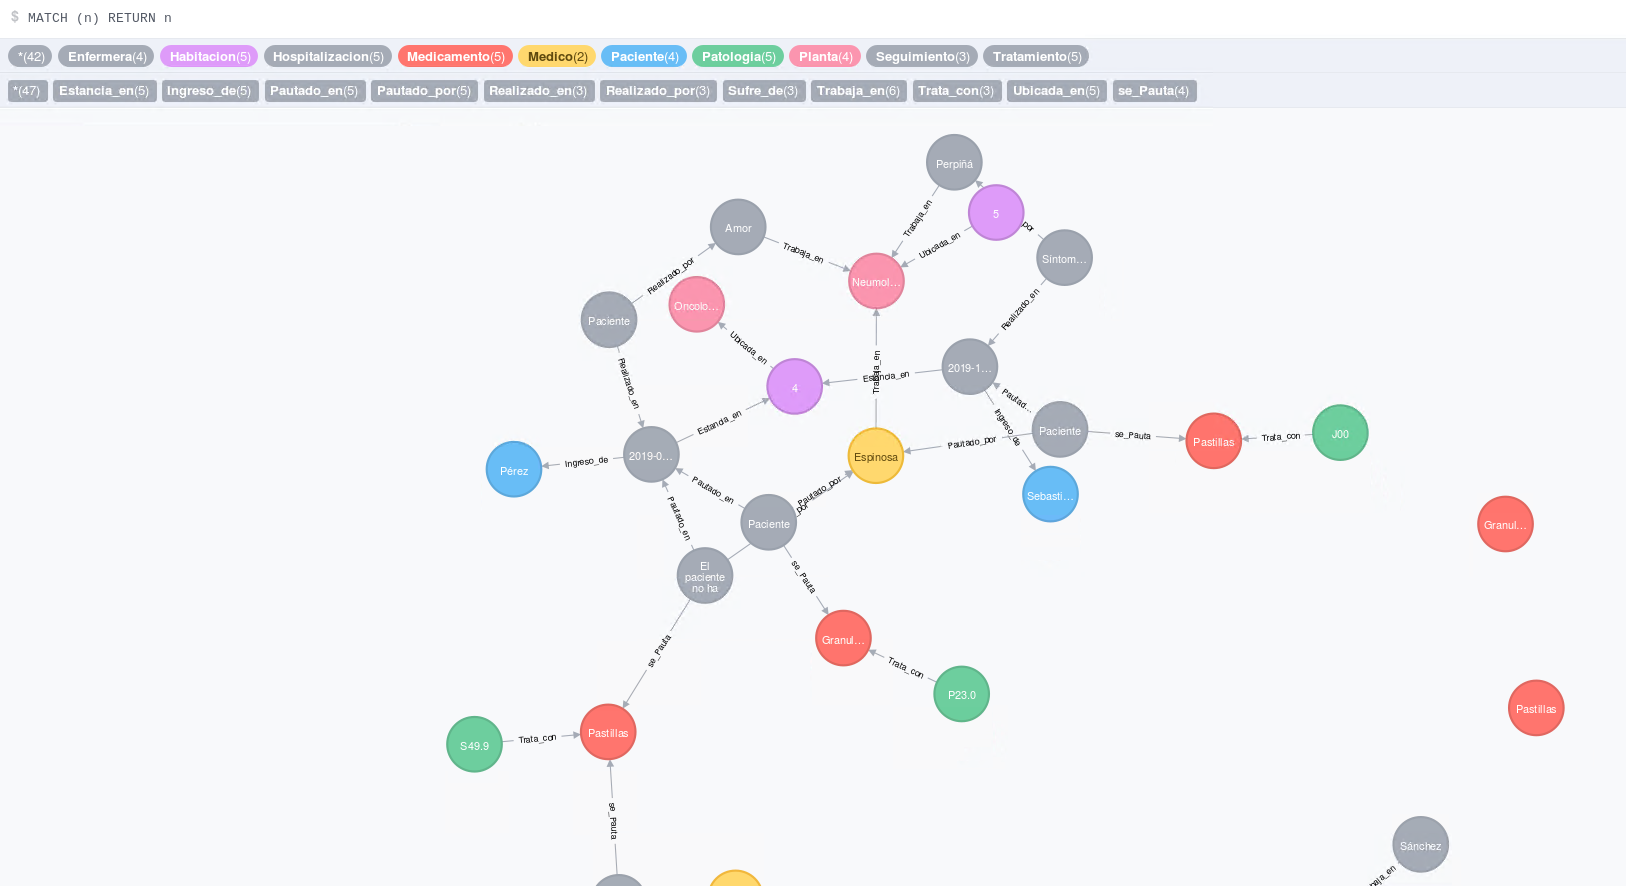 $ MATCH (n) RETURN n
*(42) Enfermera(4) Habitacion(5) Hospitalizacion(5) Medicamento(5) Medico(2) Paciente(4) Patologia(5) Planta(4) Seguimiento(3) Tratamiento(5)
*(47) Estancia_en(5) Ingreso_de(5) Pautado_en(5) Pautado_por(5) Realizado_en(3) Realizado_por(3) Sufre_de(3) Trabaja_en(6) Trata_con(3) Ubicada_en(5) se_Pauta(4)
Perpiñá
Trabaja_en
5
_por
Amor
Trabaja_en
Ubicada_en
Síntom...
Realizado_por
Neumol...
Oncolo...
Paciente
Realizado_en
Ubicada_en
Trabaja_en
2019-1...
Estancia_en
4
Realizado_en
Pautad...
Estancia_en
Ingreso_de
Paciente
se_Pauta
Pastillas
Trata_con
J00
Pautado_por
Espinosa
2019-0...
Ingreso_de
Pérez
Sebasti...
Pautado_en
Pautado_por
_por
Pautado_en
Paciente
Granul...
El
paciente
no ha
se_Pauta
Granul...
se_Pauta
Trata_con
P23.0
Pastillas
Pastillas
Trata_con
S49.9
se_Pauta
Sánchez
baja_en